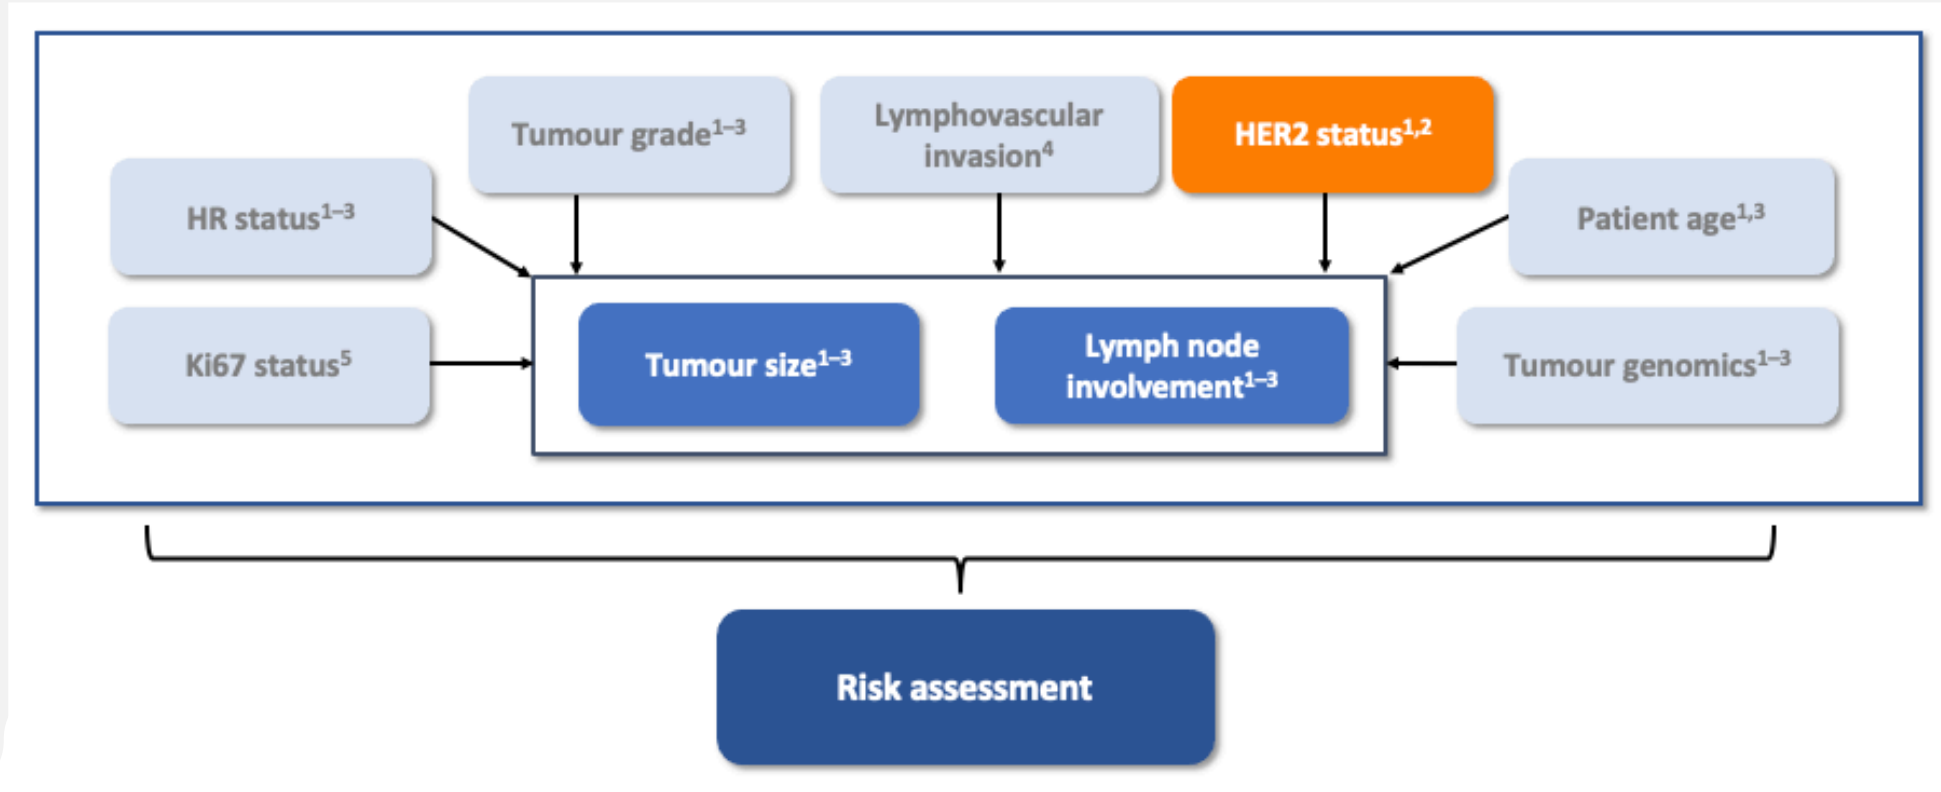 Tumour grade¹⁻³
Lymphovascular
invasion⁴
HER2 status¹,²
HR status¹⁻³
Patient age¹,³
Ki67 status⁵
Tumour size¹⁻³
Lymph node
involvement¹⁻³
Tumour genomics¹⁻³
Risk assessment